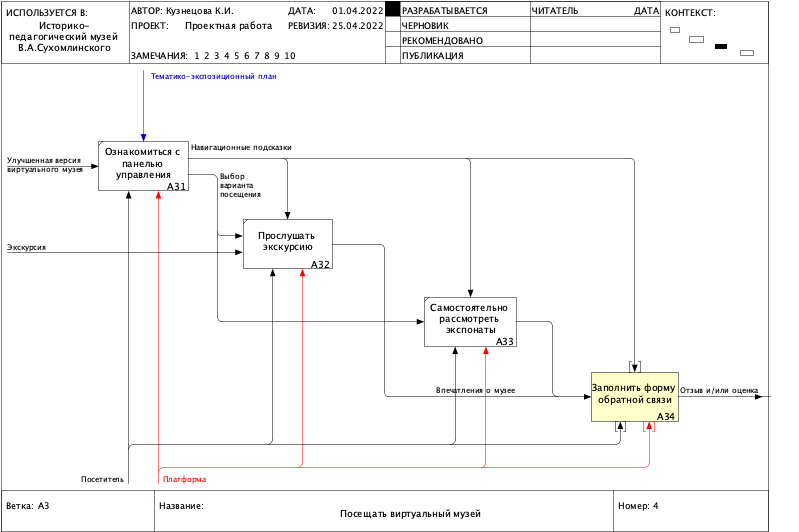 ИСПОЛЬЗУЕТСЯ В:
Историко-
педагогический музей
В.А.Сухомлинского
АВТОР: Кузнецова К.И.
ДАТА: 01.04.2022
ПРОЕКТ: Проектная работа
РЕВИЗИЯ: 25.04.2022
ЗАМЕЧАНИЯ: 1 2 3 4 5 6 7 8 9 10
РАЗРАБАТЫВАЕТСЯ
ЧЕРНОВИК
РЕКОМЕНДОВАНО
ПУБЛИКАЦИЯ
ЧИТАТЕЛЬ ДАТА
КОНТЕКСТ:
Тематико-экспозиционный план
Улучшенная версия
виртуального музея
Ознакомиться с
панелью
управления
A31
Навигационные подсказки
Выбор
варианта
посещения
Экскурсия
Прослушать
экскурсию
A32
Самостоятельно
рассмотреть
экспонаты
A33
Впечатления о музее
Заполнить форму
обратной связи
A34
Отзыв и/или оценка
Посетитель
Платформа
Ветка: A3
Название:
Посещать виртуальный музей
Номер: 4